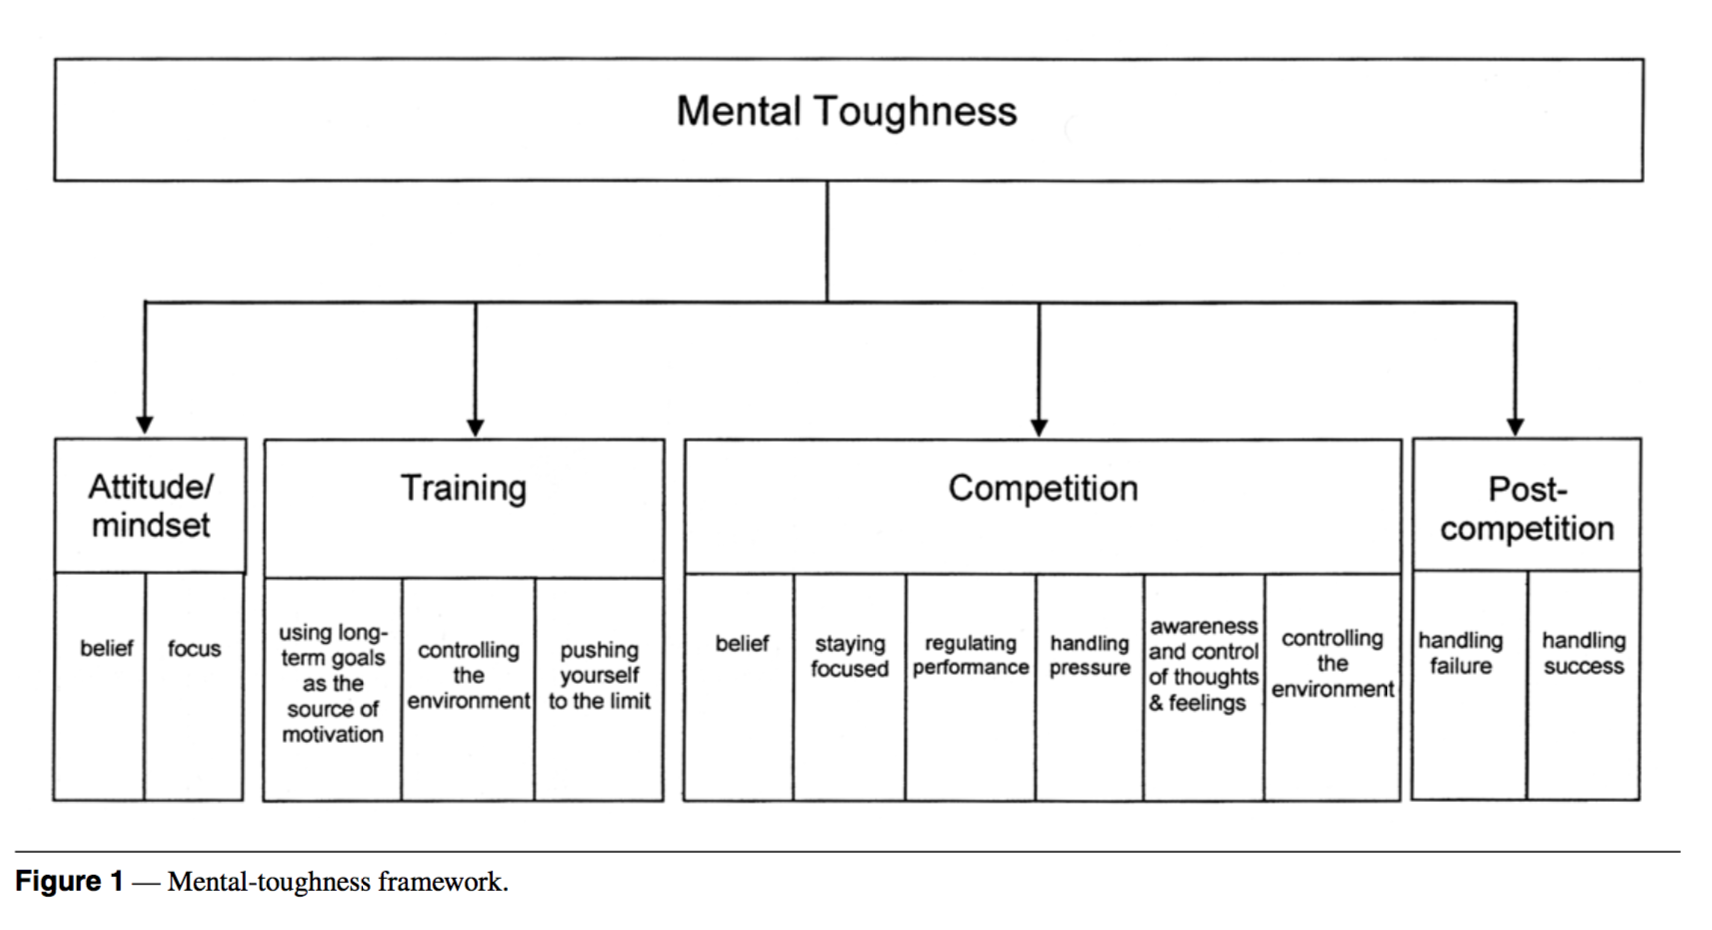 Mental Toughness
Attitude/
mindset
Training
Competition
Post-
competition
belief
focus
using long-
term goals
as the
source of
motivation
controlling
the
environment
pushing
yourself
to the limit
belief
staying
focused
regulating
performance
handling
pressure
awareness
and control
of thoughts
& feelings
controlling
the
environment
handling
failure
handling
success
Figure 1 — Mental-toughness framework.